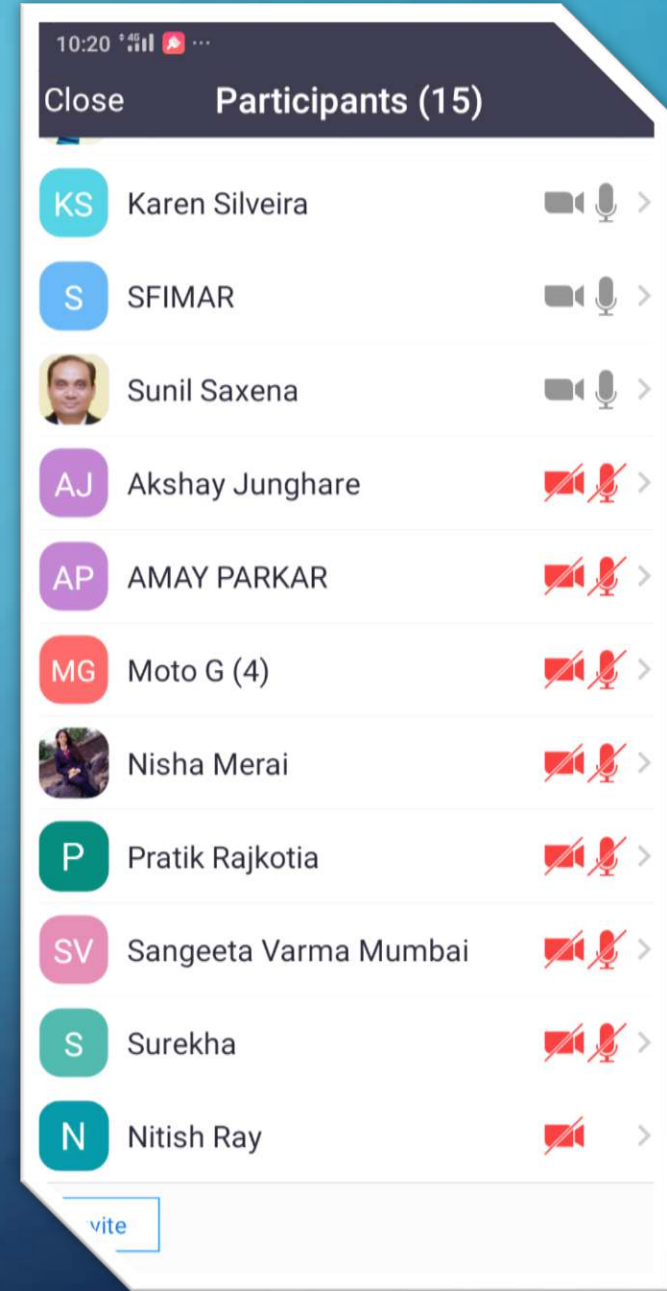 10:20 4G ...
Close Participants (15)
KS Karen Silveira
S SFIMAR
Sunil Saxena
AJ Akshay Junghare
AP AMAY PARKAR
MG Moto G (4)
Nisha Merai
P Pratik Rajkotia
SV Sangeeta Varma Mumbai
S Surekha
N Nitish Ray
vite